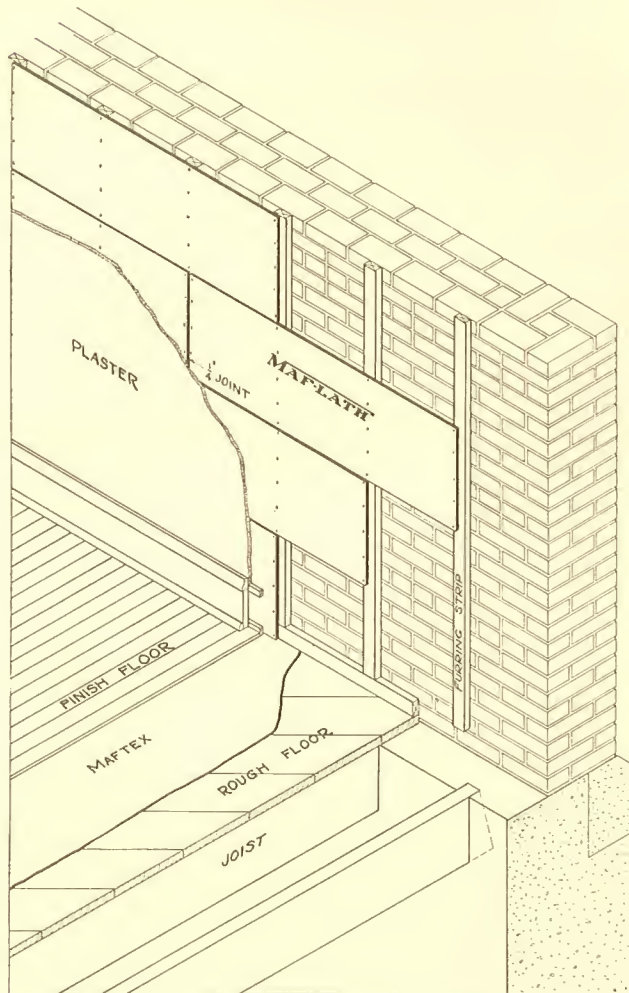 PLASTER
MAF-LATH
1/4" JOINT
FURRING STRIP
FINISH FLOOR
MAFTEX
ROUGH FLOOR
JOIST